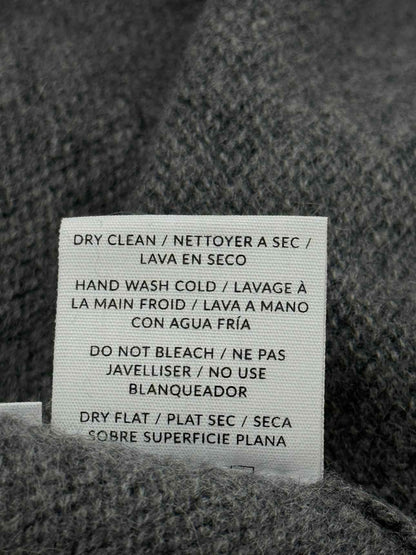 DRY CLEAN / NETTOYER A SEC /
LAVA EN SECO
HAND WASH COLD / LAVAGE À
LA MAIN FROID / LAVA A MANO
CON AGUA FRÍA
DO NOT BLEACH / NE PAS
JAVELLISER / NO USE
BLANQUEADOR
DRY FLAT / PLAT SEC / SECA
SOBRE SUPERFICIE PLANA